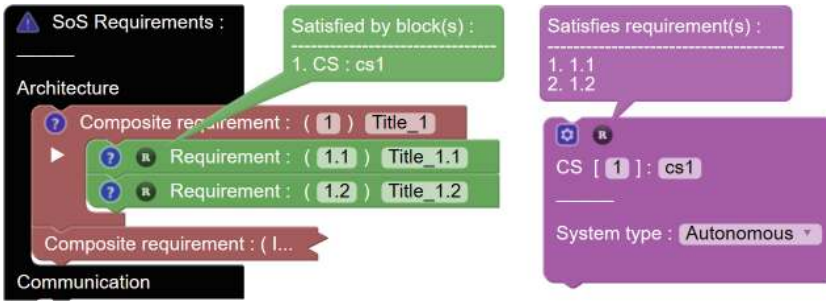 SoS Requirements :
Architecture
Composite requirement : ( 1 ) Title_1
R Requirement : ( 1.1 ) Title_1.1
R Requirement : ( 1.2 ) Title_1.2
Composite requirement : ( I...
Communication
Satisfied by block(s) :
1. CS : cs1
Satisfies requirement(s) :
1. 1.1
2. 1.2
R
CS [ 1 ] : cs1
System type : Autonomous